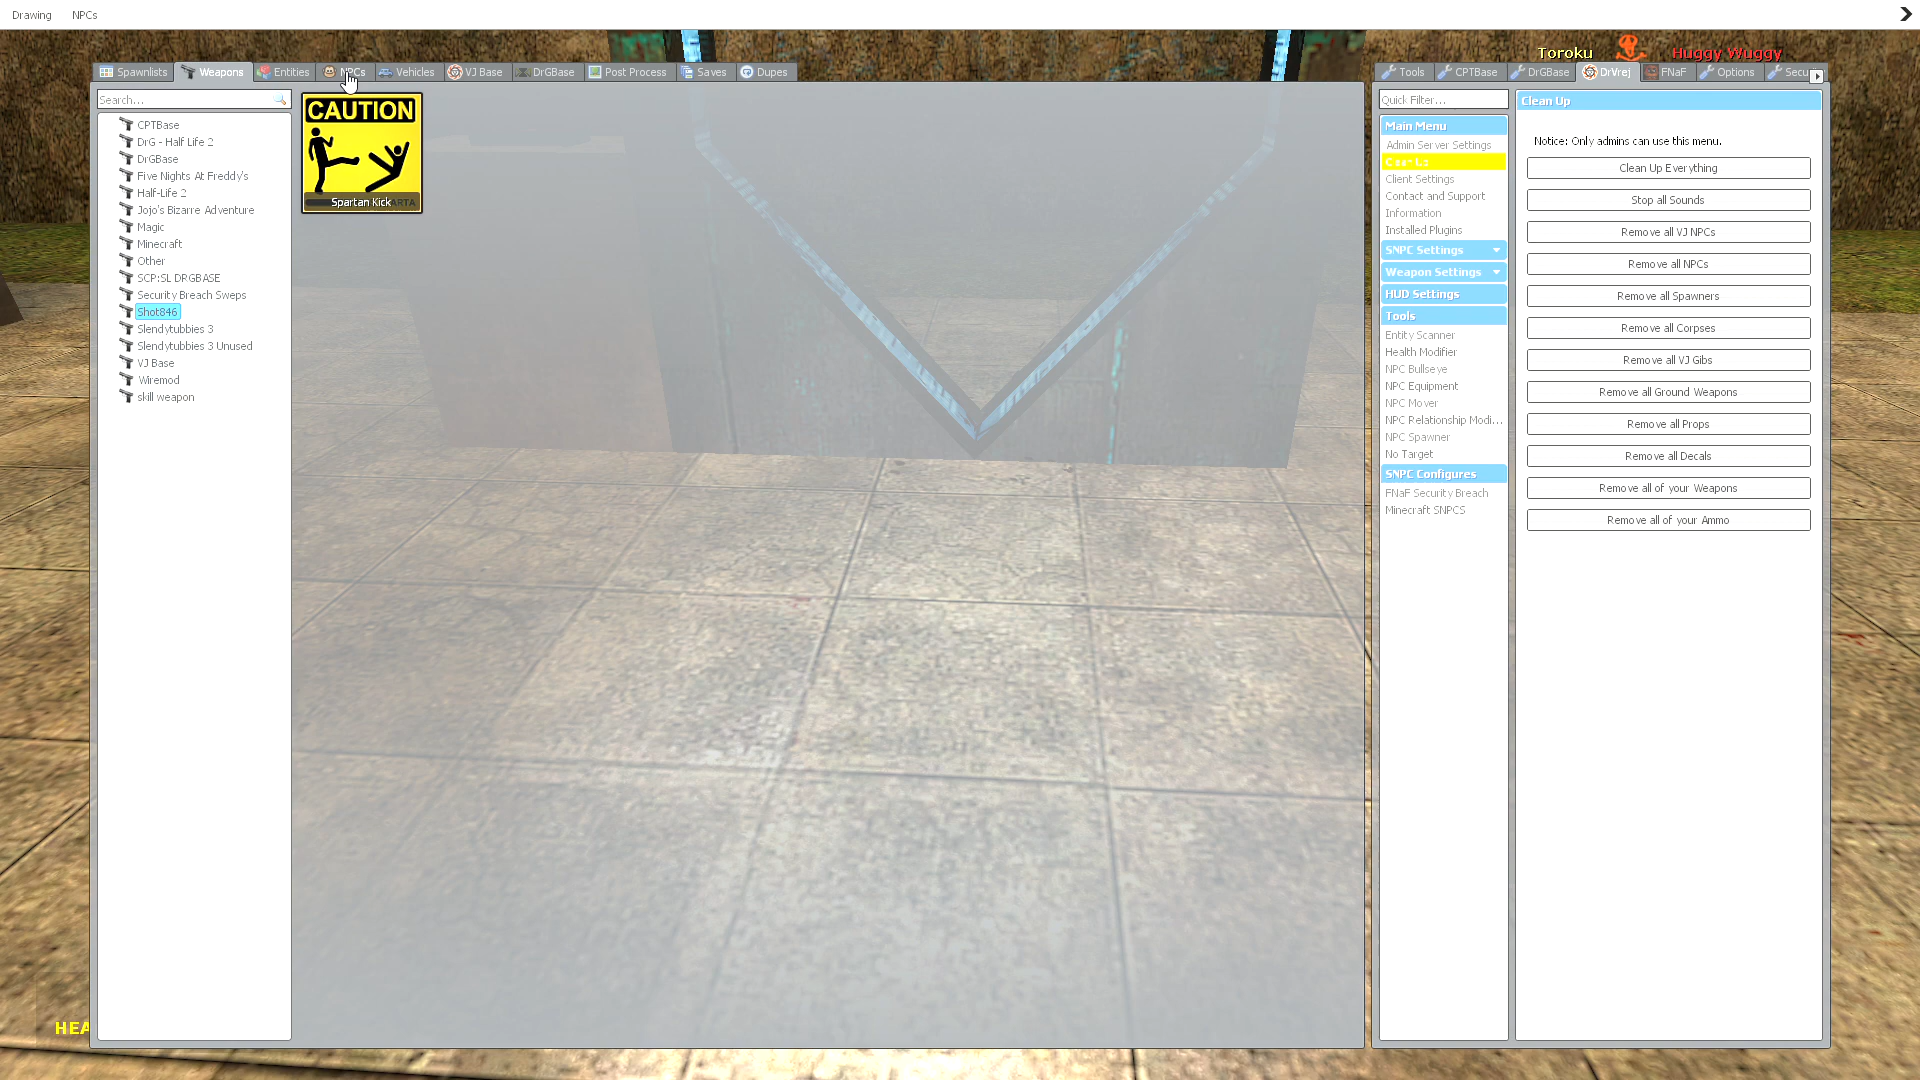 Drawing NPCs
Toroku Huggy Wuggy
Spawnlists Weapons Entities NPCs Vehicles VJ Base DrGBase Post Process Saves Dupes
Tools CPTBase DrGBase DrVrej FNaF Options Secu
Search...
CPTBase
DrG - Half Life 2
DrGBase
Five Nights At Freddy's
Half-Life 2
Jojo's Bizarre Adventure
Magic
Minecraft
Other
SCP:SL DRGBASE
Security Breach Sweps
Shot846
Slendytubbies 3
Slendytubbies 3 Unused
VJ Base
Wiremod
skill weapon
CAUTION
Spartan Kick
Quick Filter...
Main Menu
Admin Server Settings
Clean Up
Client Settings
Contact and Support
Information
Installed Plugins
SNPC Settings
Weapon Settings
HUD Settings
Tools
Entity Scanner
Health Modifier
NPC Bullseye
NPC Equipment
NPC Mover
NPC Relationship Modi...
NPC Spawner
No Target
SNPC Configures
FNaF Security Breach
Minecraft SNPCS
Clean Up
Notice: Only admins can use this menu.
Clean Up Everything
Stop all Sounds
Remove all VJ NPCs
Remove all NPCs
Remove all Spawners
Remove all Corpses
Remove all VJ Gibs
Remove all Ground Weapons
Remove all Props
Remove all Decals
Remove all of your Weapons
Remove all of your Ammo
HEA